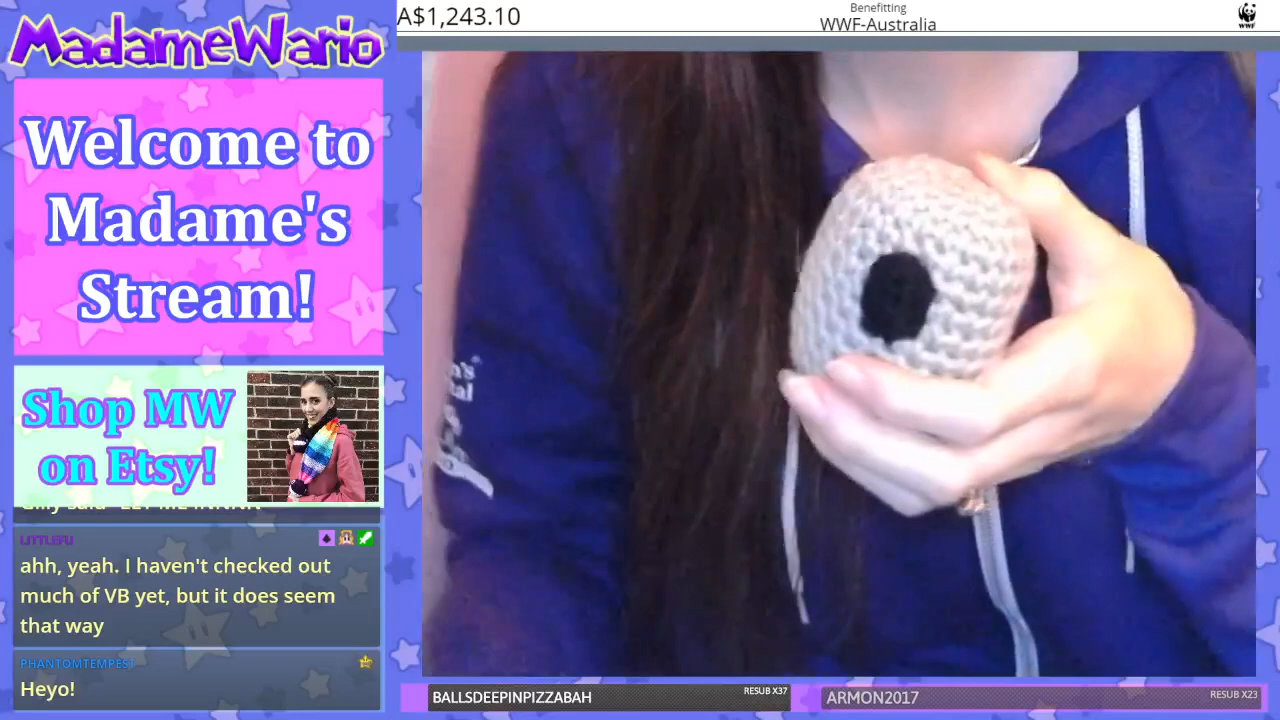 MadameWario
A$1,243.10
Benefitting
WWF-Australia
WWF
Welcome to
Madame's
Stream!
Shop MW
on Etsy!
LITTLEFU
ahh, yeah. I haven't checked out
much of VB yet, but it does seem
that way
PHANTOMTEMPEST
Heyo!
BALLSDEEPINPIZZABAH
RESUB X37
ARMON2017
RESUB X23